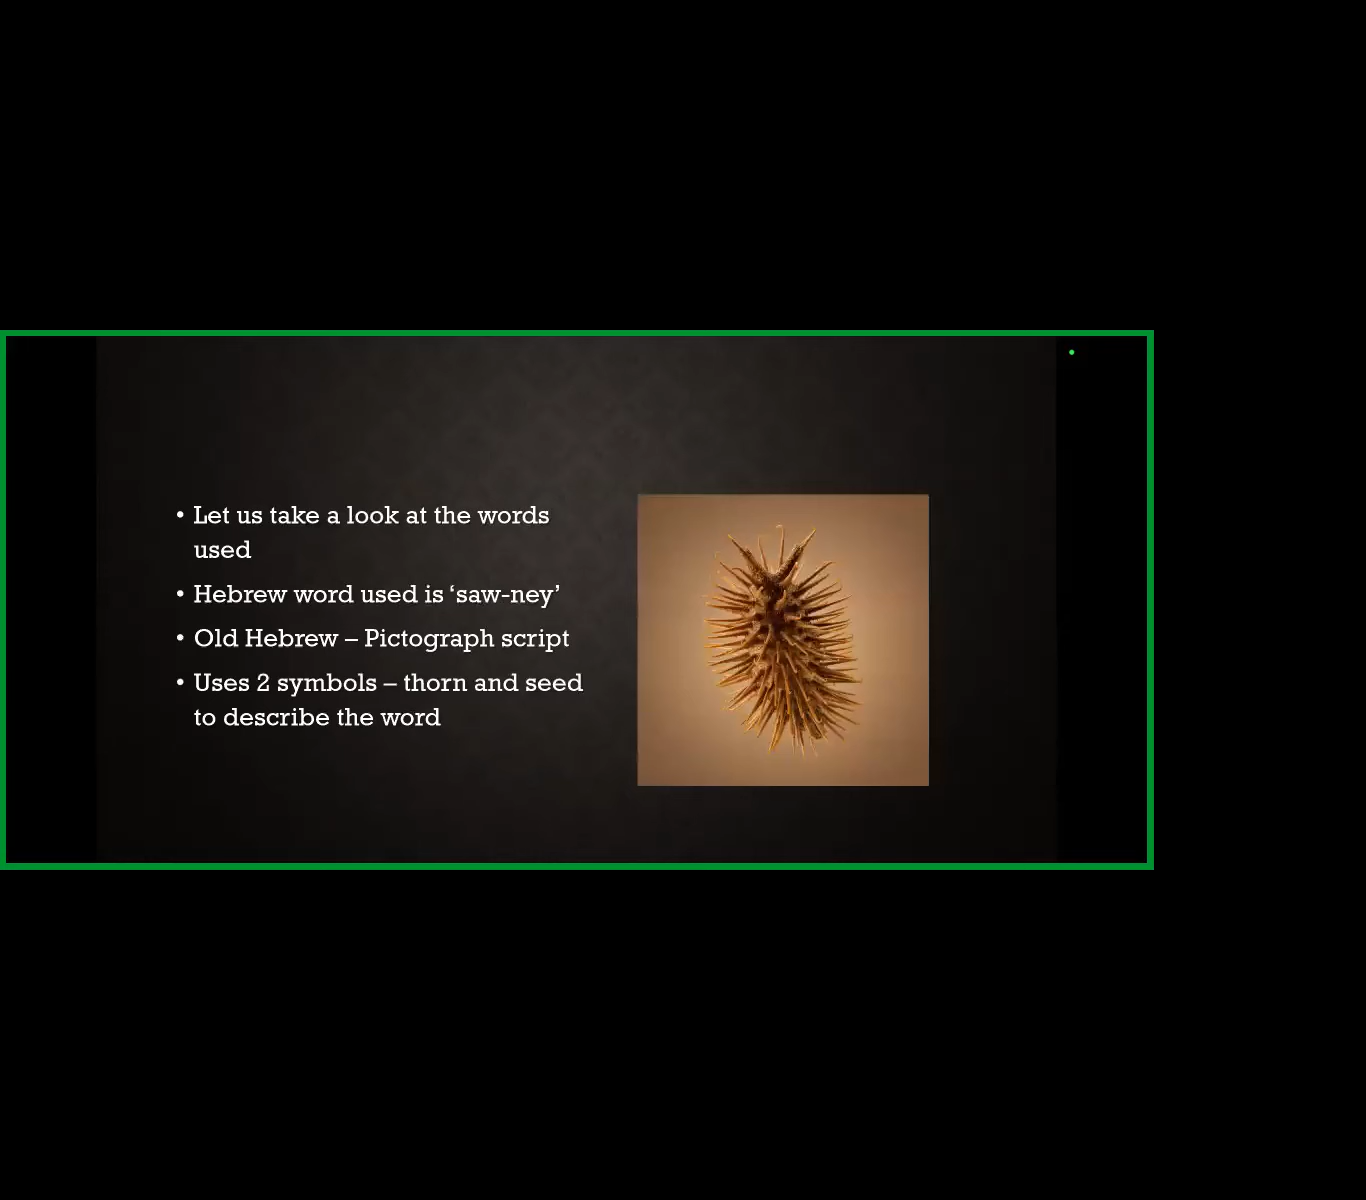 • Let us take a look at the words
used
• Hebrew word used is ‘saw-ney’
• Old Hebrew – Pictograph script
• Uses 2 symbols – thorn and seed
to describe the word